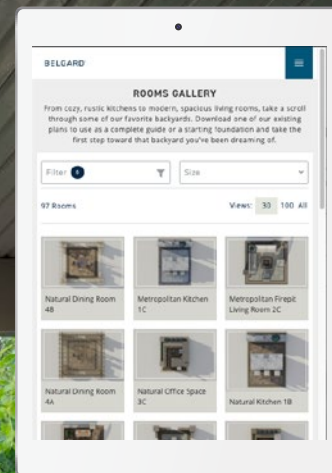 BELGARD
ROOMS GALLERY
From cozy, rustic kitchens to modern, spacious living rooms, take a scroll
through some of our favorite backyards. Download one of our existing
plans to use as a complete guide or a starting foundation and take the
first step toward that backyard you've been dreaming of.
Filter
Size
97 Rooms
Views: 30 100 All
Natural Dining Room
4B
Metropolitan Kitchen
1C
Metropolitan Firepit
Living Room 2C
Natural Dining Room
4A
Natural Office Space
3C
Natural Kitchen 1B